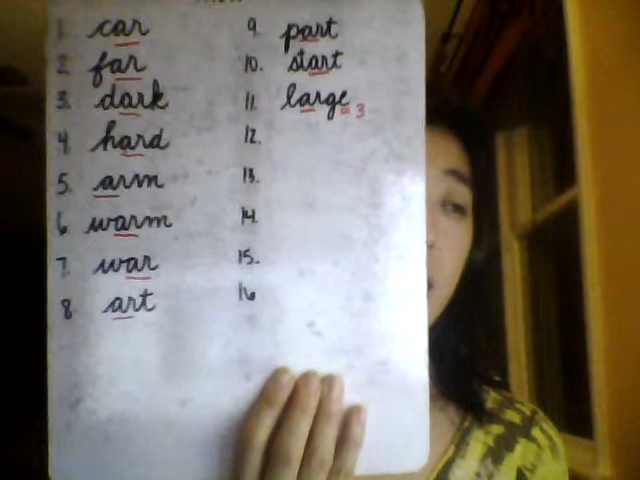 1. car
2. far
3. dark
4. hard
5. arm
6. warm
7. war
8. art
9. part
10. start
11. large = 3
12.
13.
14.
15.
16